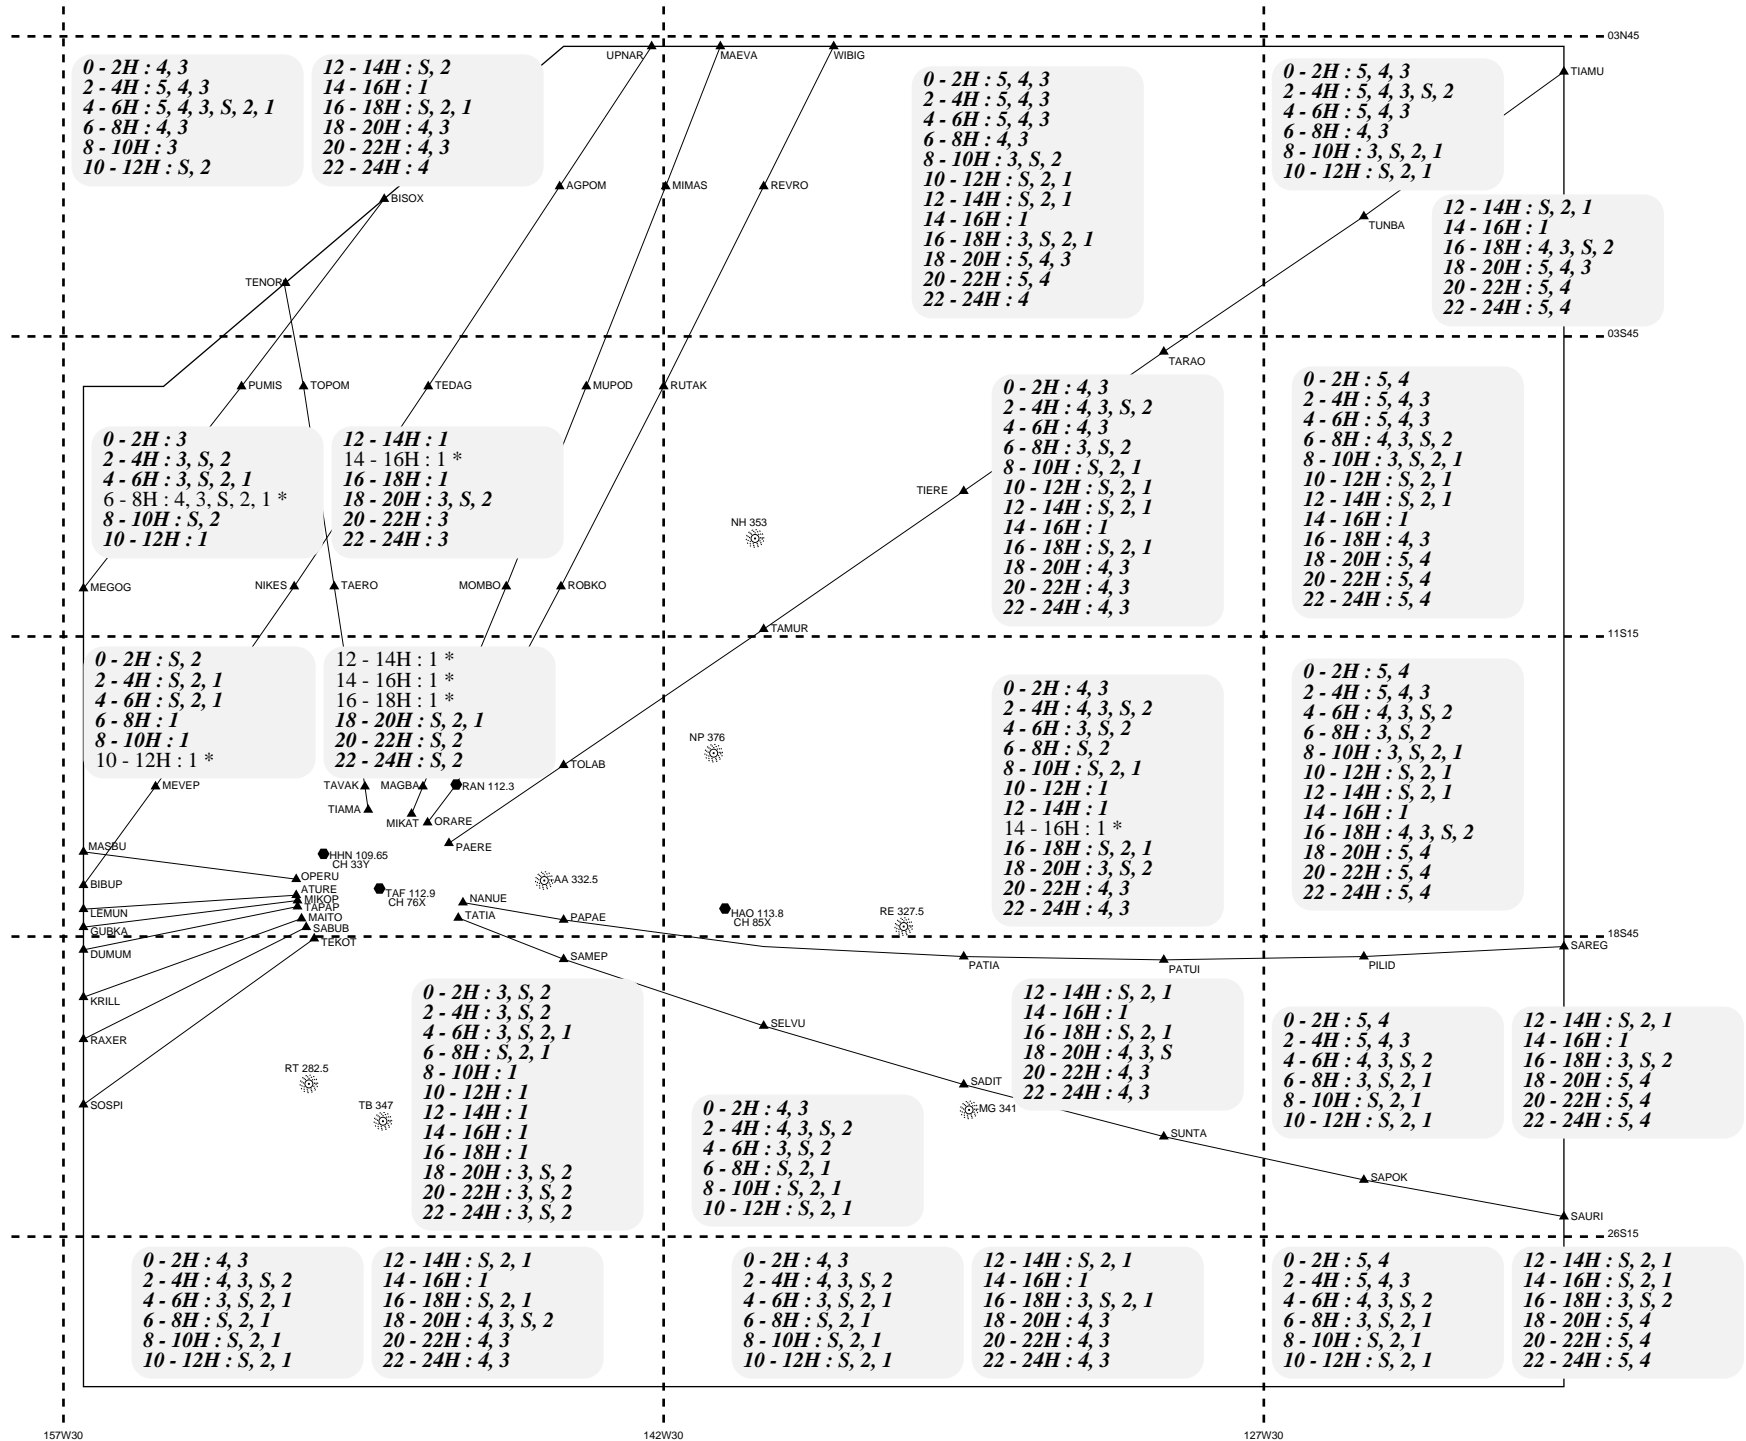 03N45
UPNAR
MAEVA
WIBIG
TIAMU
0 - 2H : 4, 3
2 - 4H : 5, 4, 3
4 - 6H : 5, 4, 3, S, 2, 1
6 - 8H : 4, 3
8 - 10H : 3
10 - 12H : S, 2
12 - 14H : S, 2
14 - 16H : 1
16 - 18H : S, 2, 1
18 - 20H : 4, 3
20 - 22H : 4, 3
22 - 24H : 4
0 - 2H : 5, 4, 3
2 - 4H : 5, 4, 3
4 - 6H : 5, 4, 3
6 - 8H : 4, 3
8 - 10H : 3, S, 2
10 - 12H : S, 2, 1
12 - 14H : S, 2, 1
14 - 16H : 1
16 - 18H : 3, S, 2, 1
18 - 20H : 5, 4, 3
20 - 22H : 5, 4
22 - 24H : 4
0 - 2H : 5, 4, 3
2 - 4H : 5, 4, 3, S, 2
4 - 6H : 5, 4, 3
6 - 8H : 4, 3
8 - 10H : 3, S, 2, 1
10 - 12H : S, 2, 1
12 - 14H : S, 2, 1
14 - 16H : 1
16 - 18H : 4, 3, S, 2
18 - 20H : 5, 4, 3
20 - 22H : 5, 4
22 - 24H : 5, 4
BISOX
AGPOM
MIMAS
REVRO
TUNBA
TENOR
03S45
TARAO
PUMIS
TOPOM
TEDAG
MUPOD
RUTAK
0 - 2H : 3
2 - 4H : 3, S, 2
4 - 6H : 3, S, 2, 1
6 - 8H : 4, 3, S, 2, 1 *
8 - 10H : S, 2
10 - 12H : 1
12 - 14H : 1
14 - 16H : 1 *
16 - 18H : 1
18 - 20H : 3, S, 2
20 - 22H : 3
22 - 24H : 3
0 - 2H : 4, 3
2 - 4H : 4, 3, S, 2
4 - 6H : 4, 3
6 - 8H : 3, S, 2
8 - 10H : S, 2, 1
10 - 12H : S, 2, 1
12 - 14H : S, 2, 1
14 - 16H : 1
16 - 18H : S, 2, 1
18 - 20H : 4, 3
20 - 22H : 4, 3
22 - 24H : 4, 3
0 - 2H : 5, 4
2 - 4H : 5, 4, 3
4 - 6H : 5, 4, 3
6 - 8H : 4, 3, S, 2
8 - 10H : 3, S, 2, 1
10 - 12H : S, 2, 1
12 - 14H : S, 2, 1
14 - 16H : 1
16 - 18H : 4, 3
18 - 20H : 5, 4
20 - 22H : 5, 4
22 - 24H : 5, 4
TIERE
NH 353
MEGOG
NIKES
TAERO
MOMBO
ROBKO
TAMUR
11S15
0 - 2H : S, 2
2 - 4H : S, 2, 1
4 - 6H : S, 2, 1
6 - 8H : 1
8 - 10H : 1
10 - 12H : 1 *
12 - 14H : 1 *
14 - 16H : 1 *
16 - 18H : 1 *
18 - 20H : S, 2, 1
20 - 22H : S, 2
22 - 24H : S, 2
0 - 2H : 4, 3
2 - 4H : 4, 3, S, 2
4 - 6H : 3, S, 2
6 - 8H : S, 2
8 - 10H : S, 2, 1
10 - 12H : 1
12 - 14H : 1
14 - 16H : 1 *
16 - 18H : S, 2, 1
18 - 20H : 3, S, 2
20 - 22H : 4, 3
22 - 24H : 4, 3
0 - 2H : 5, 4
2 - 4H : 5, 4, 3
4 - 6H : 4, 3, S, 2
6 - 8H : 3, S, 2
8 - 10H : 3, S, 2, 1
10 - 12H : S, 2, 1
12 - 14H : S, 2, 1
14 - 16H : 1
16 - 18H : 4, 3, S, 2
18 - 20H : 5, 4
20 - 22H : 5, 4
22 - 24H : 5, 4
NP 376
TOLAB
MEVEP
TAVAK
MAGBA
RAN 112.3
TIAMA
MIKAT
ORARE
MASBU
PAERE
HHN 109.65
CH 33Y
OPERU
AA 332.5
BIBUP
ATURE
TAF 112.9
CH 76X
MIKOP
NANUE
TAPAP
LEMUN
HAO 113.8
CH 85X
RE 327.5
MAITO
TATIA
PAPAE
GUBKA
SABUB
TEKOT
18S45
SAREG
DUMUM
SAMEP
PATIA
PATUI
PILID
KRILL
SELVU
RAXER
0 - 2H : 3, S, 2
2 - 4H : 3, S, 2
4 - 6H : 3, S, 2, 1
6 - 8H : S, 2, 1
8 - 10H : 1
10 - 12H : 1
12 - 14H : 1
14 - 16H : 1
16 - 18H : 1
18 - 20H : 3, S, 2
20 - 22H : 3, S, 2
22 - 24H : 3, S, 2
12 - 14H : S, 2, 1
14 - 16H : 1
16 - 18H : S, 2, 1
18 - 20H : 4, 3, S
20 - 22H : 4, 3
22 - 24H : 4, 3
0 - 2H : 5, 4
2 - 4H : 5, 4, 3
4 - 6H : 4, 3, S, 2
6 - 8H : 3, S, 2, 1
8 - 10H : S, 2, 1
10 - 12H : S, 2, 1
12 - 14H : S, 2, 1
14 - 16H : 1
16 - 18H : 3, S, 2
18 - 20H : 5, 4
20 - 22H : 5, 4
22 - 24H : 5, 4
RT 282.5
SADIT
SOSPI
TB 347
MG 341
0 - 2H : 4, 3
2 - 4H : 4, 3, S, 2
4 - 6H : 3, S, 2
6 - 8H : S, 2, 1
8 - 10H : S, 2, 1
10 - 12H : S, 2, 1
SUNTA
SAPOK
SAURI
26S15
0 - 2H : 4, 3
2 - 4H : 4, 3, S, 2
4 - 6H : 3, S, 2, 1
6 - 8H : S, 2, 1
8 - 10H : S, 2, 1
10 - 12H : S, 2, 1
12 - 14H : S, 2, 1
14 - 16H : 1
16 - 18H : S, 2, 1
18 - 20H : 4, 3, S, 2
20 - 22H : 4, 3
22 - 24H : 4, 3
0 - 2H : 4, 3
2 - 4H : 4, 3, S, 2
4 - 6H : 3, S, 2, 1
6 - 8H : S, 2, 1
8 - 10H : S, 2, 1
10 - 12H : S, 2, 1
12 - 14H : S, 2, 1
14 - 16H : 1
16 - 18H : 3, S, 2, 1
18 - 20H : 4, 3
20 - 22H : 4, 3
22 - 24H : 4, 3
0 - 2H : 5, 4
2 - 4H : 5, 4, 3
4 - 6H : 4, 3, S, 2
6 - 8H : 3, S, 2, 1
8 - 10H : S, 2, 1
10 - 12H : S, 2, 1
12 - 14H : S, 2, 1
14 - 16H : S, 2, 1
16 - 18H : 3, S, 2
18 - 20H : 5, 4
20 - 22H : 5, 4
22 - 24H : 5, 4
157W30
142W30
127W30